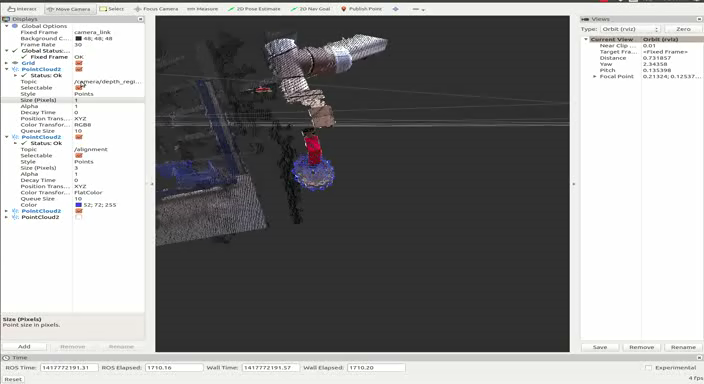 Interact Move Camera Select Focus Camera Measure 2D Pose Estimate 2D Nav Goal Publish Point
Displays
Global Options
Fixed Frame camera_link
Background C... 48; 48; 48
Frame Rate 30
Global Status:...
Fixed Frame OK
Grid
PointCloud2
Status: Ok
Topic /camera/depth_regi...
Selectable
Style Points
Size (Pixels) 1
Alpha 1
Decay Time 0
Position Trans... XYZ
Color Transfor... RGB8
Queue Size 10
PointCloud2
Status: Ok
Topic /alignment
Selectable
Style Points
Size (Pixels) 3
Alpha 1
Decay Time 0
Position Trans... XYZ
Color Transfor... FlatColor
Queue Size 10
Color 52; 72; 255
PointCloud2
PointCloud2
Size (Pixels)
Point size in pixels.
Add Remove Rename
Views
Type: Orbit (rviz) Zero
Current View Orbit (rviz)
Near Clip ... 0.01
Target Fra... <Fixed Frame>
Distance 0.731857
Yaw 2.34358
Pitch 0.135398
Focal Point 0.21324; 0.12537...
Save Remove Rename
Time
ROS Time: 1417772191.31 ROS Elapsed: 1710.16 Wall Time: 1417772191.57 Wall Elapsed: 1710.20 Experimental
Reset 4 fps